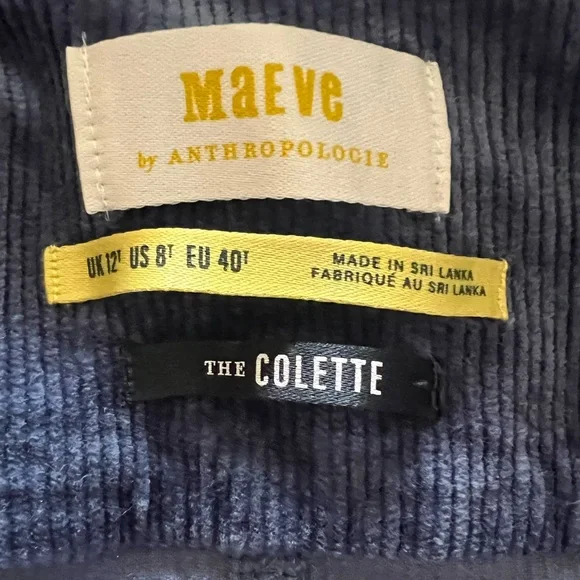 MaEVe
by ANTHROPOLOGIE
UK 12ᵀ US 8ᵀ EU 40ᵀ
MADE IN SRI LANKA
FABRIQUÉ AU SRI LANKA
THE COLETTE